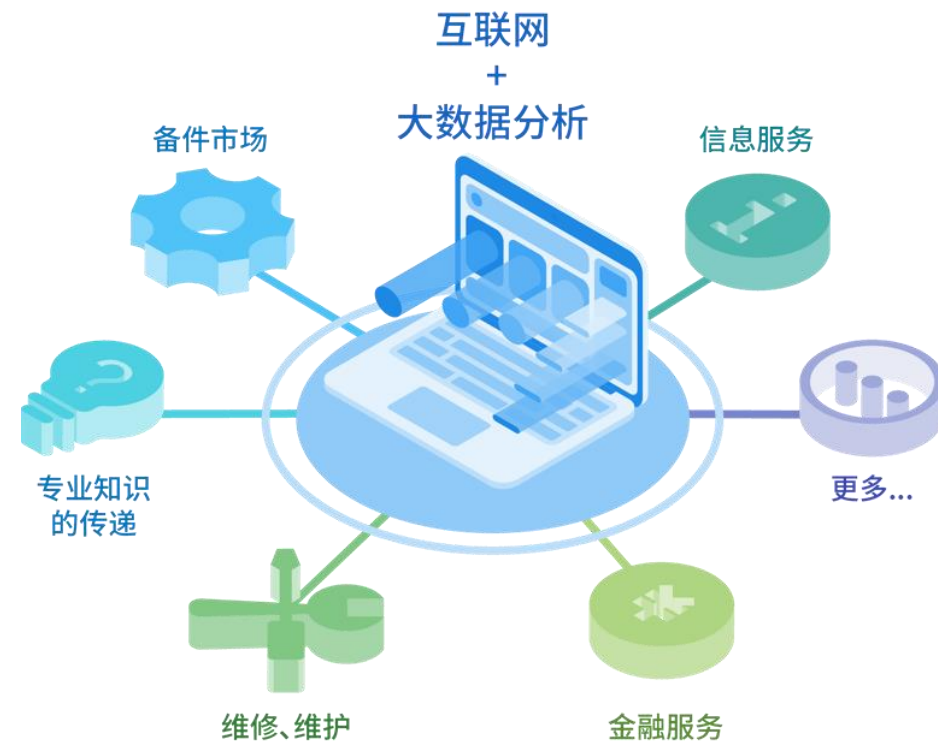 互联网
+
大数据分析
备件市场
信息服务
专业知识
的传递
更多...
维修、维护
金融服务